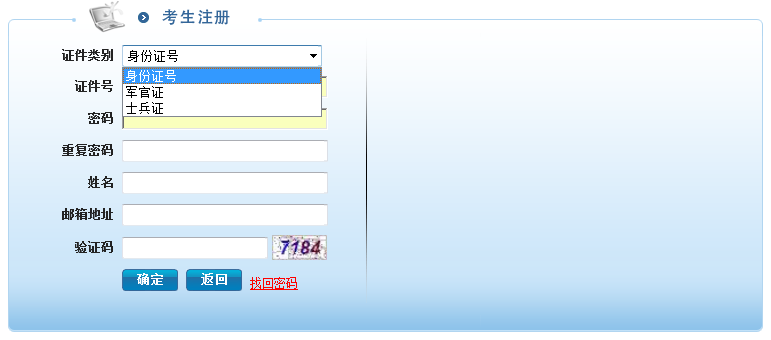 考生注册
证件类别 身份证号
身份证号
证件号
军官证
士兵证
密码
重复密码
姓名
邮箱地址
验证码 7184
确定 返回 找回密码